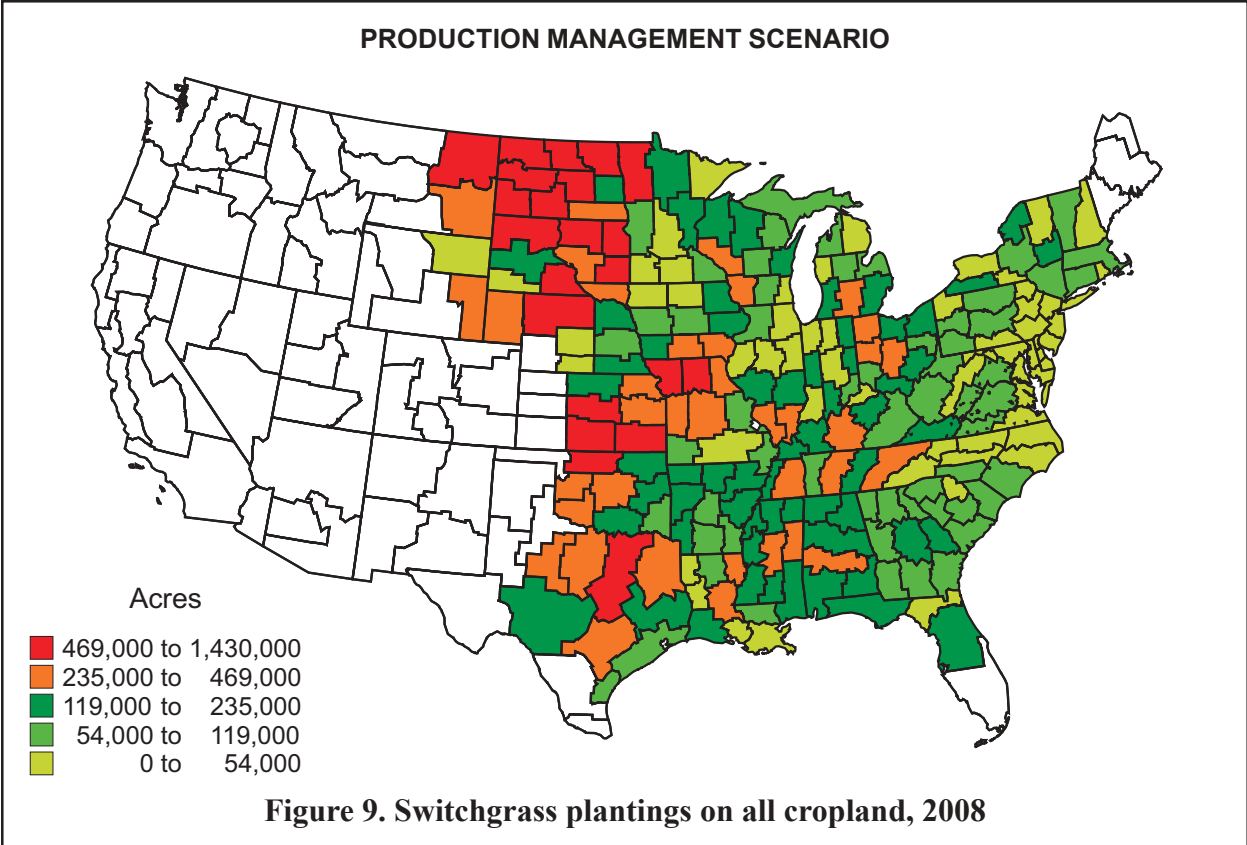 PRODUCTION MANAGEMENT SCENARIO
Acres
469,000 to 1,430,000
235,000 to 469,000
119,000 to 235,000
54,000 to 119,000
0 to 54,000
Figure 9. Switchgrass plantings on all cropland, 2008